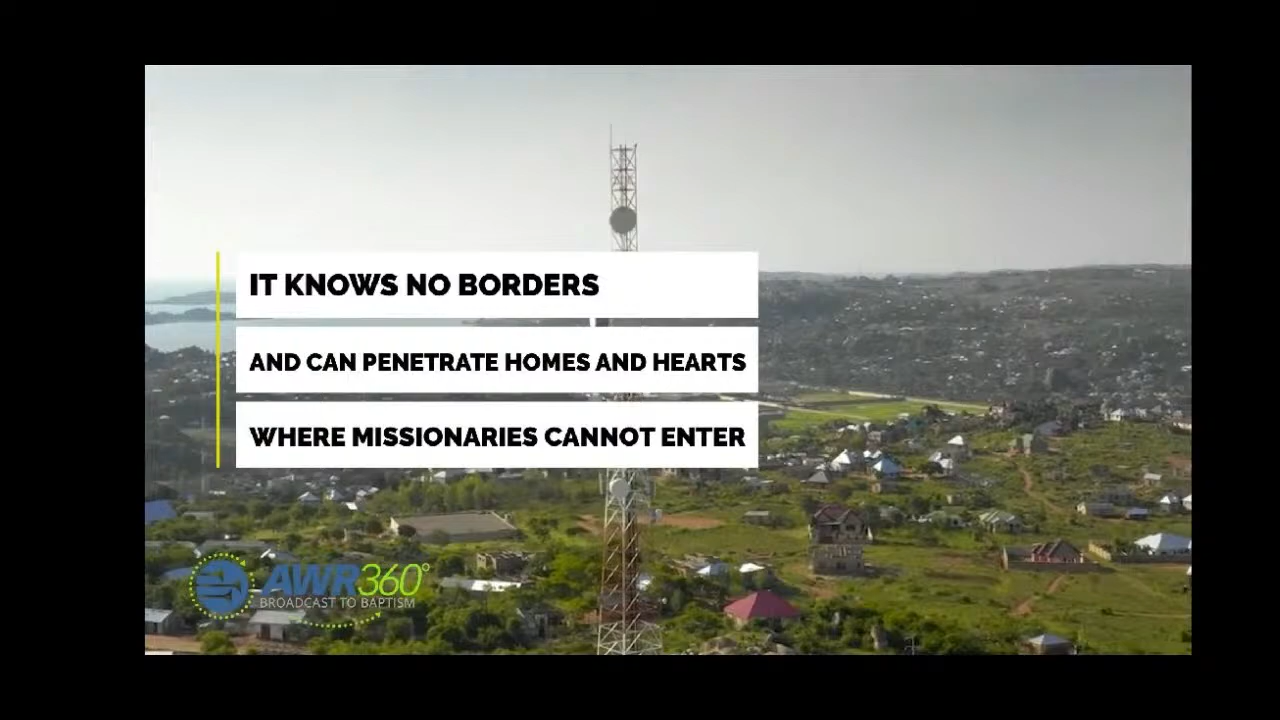 IT KNOWS NO BORDERS
AND CAN PENETRATE HOMES AND HEARTS
WHERE MISSIONARIES CANNOT ENTER
AWR360°
BROADCAST TO BAPTISM